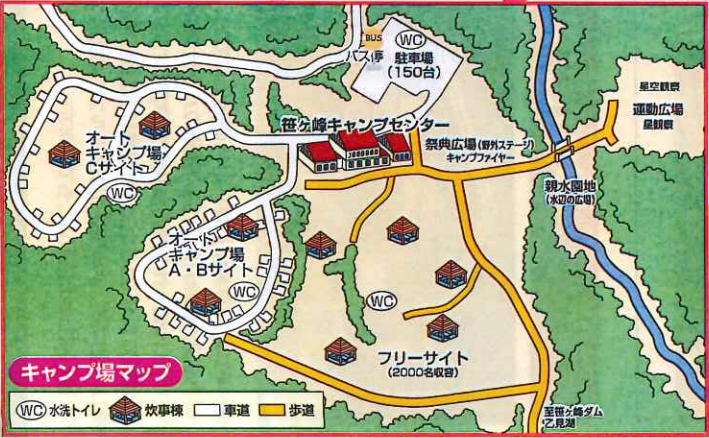 BUS
バス停
WC
駐車場
(150台)
星空観察
運動広場
星観察
笹ヶ峰キャンプセンター
祭典広場(野外ステージ)
キャンプファイヤー
オート
キャンプ場
Cサイト
WC
親水園地
(水辺の広場)
オート
キャンプ場
A・Bサイト
WC
WC
フリーサイト
(2000名収容)
キャンプ場マップ
WC 水洗トイレ 炊事棟 車道 歩道
至笹ヶ峰ダム
乙見湖